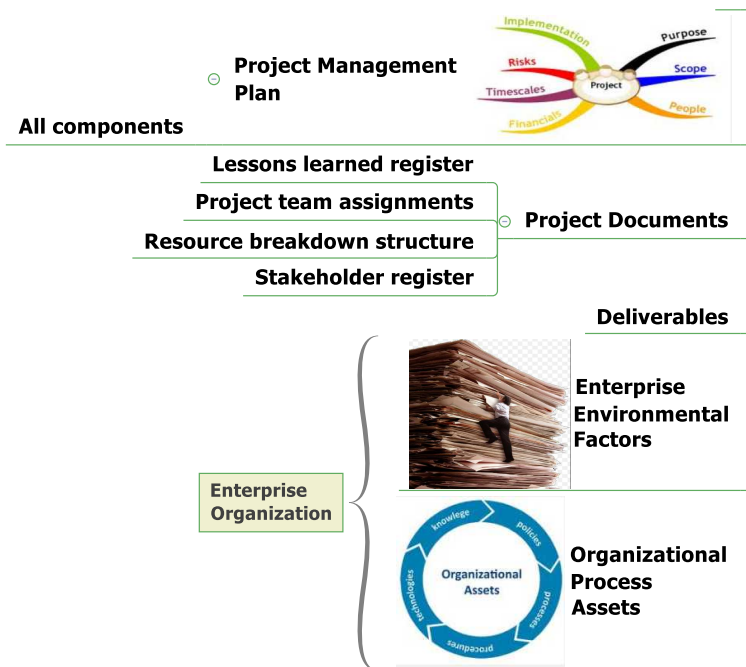 Implementation
Purpose
Project Management
Plan
Risks
Scope
Project
Timescales
People
Financials
All components
Lessons learned register
Project team assignments
Project Documents
Resource breakdown structure
Stakeholder register
Deliverables
Enterprise
Environmental
Factors
Enterprise
Organization
knowlege
policies
Organizational
Assets
technologies
processes
procedures
Organizational
Process
Assets